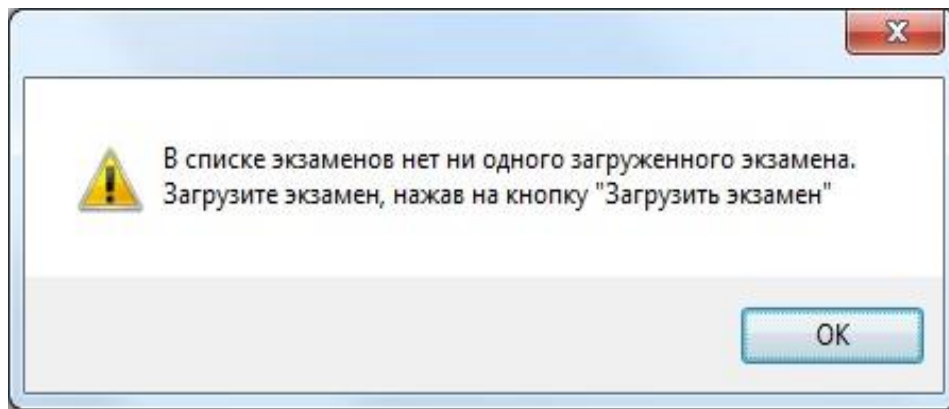 В списке экзаменов нет ни одного загруженного экзамена.
Загрузите экзамен, нажав на кнопку "Загрузить экзамен"
OK